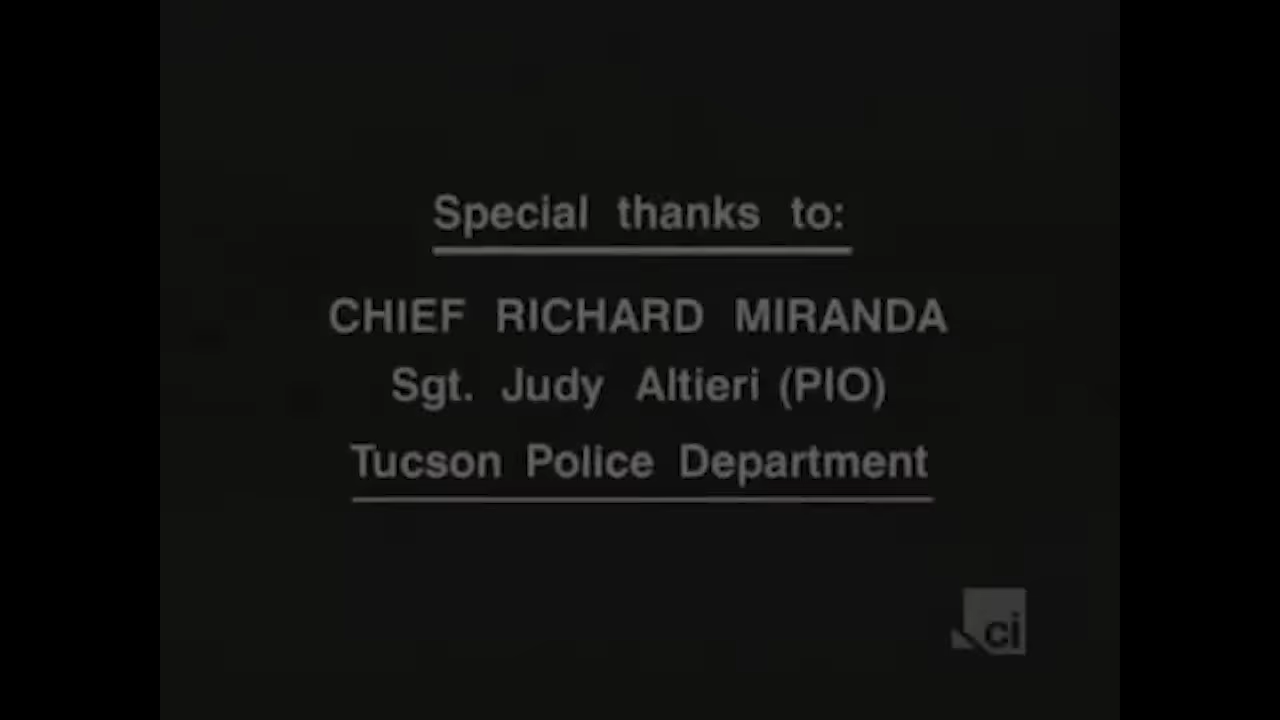 Special thanks to:
CHIEF RICHARD MIRANDA
Sgt. Judy Altieri (PIO)
Tucson Police Department
ci